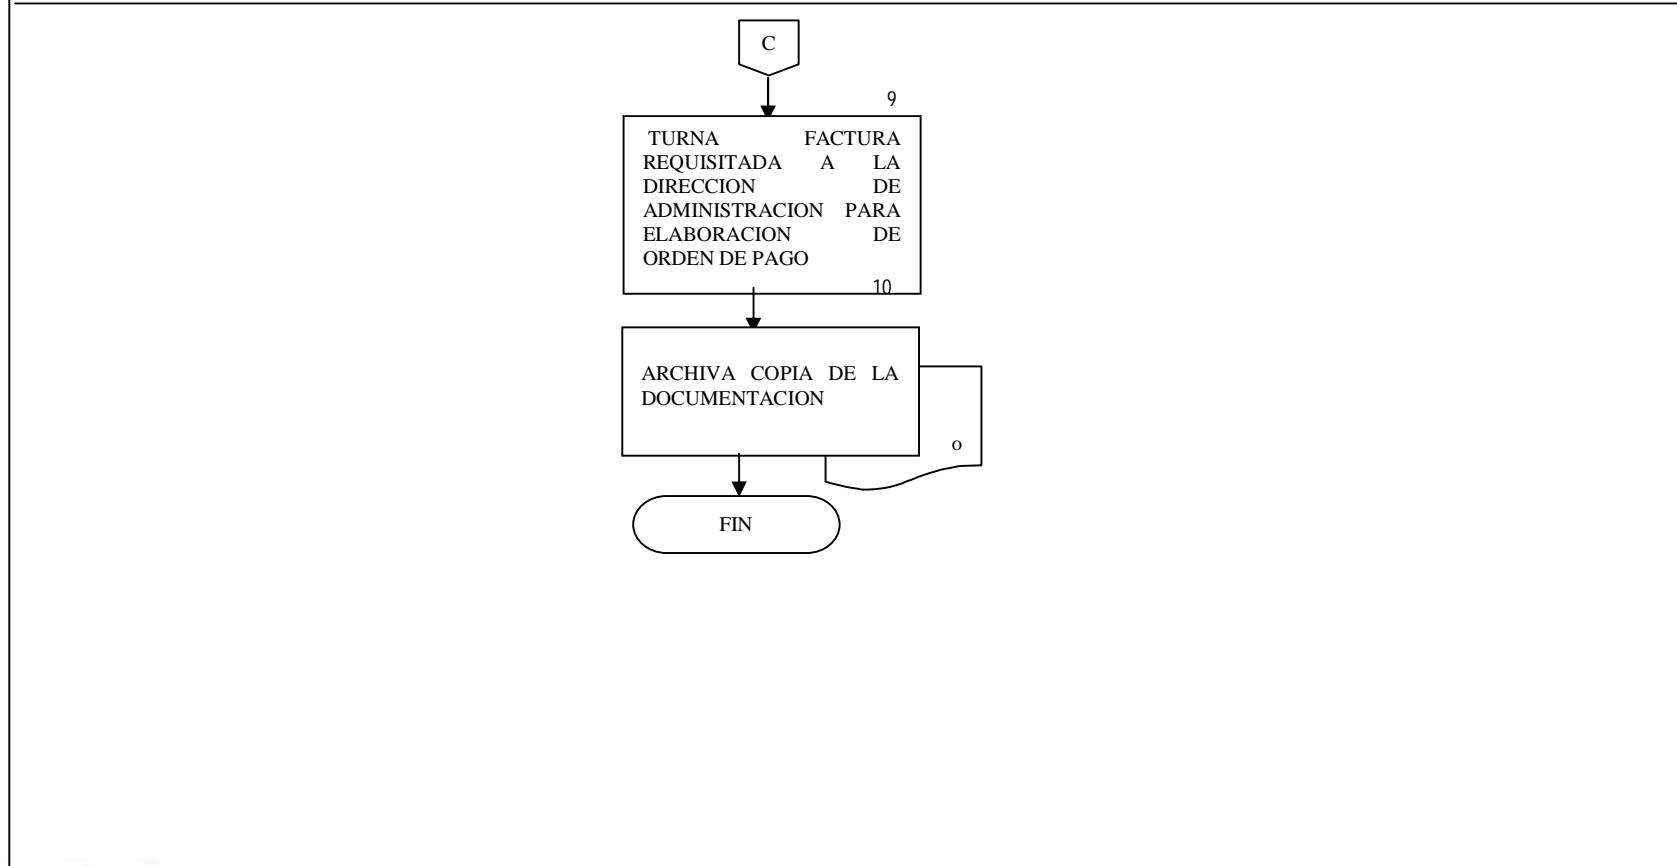 C
9
TURNA FACTURA
REQUISITADA A LA
DIRECCION DE
ADMINISTRACION PARA
ELABORACION DE
ORDEN DE PAGO
10
ARCHIVA COPIA DE LA
DOCUMENTACION
o
FIN